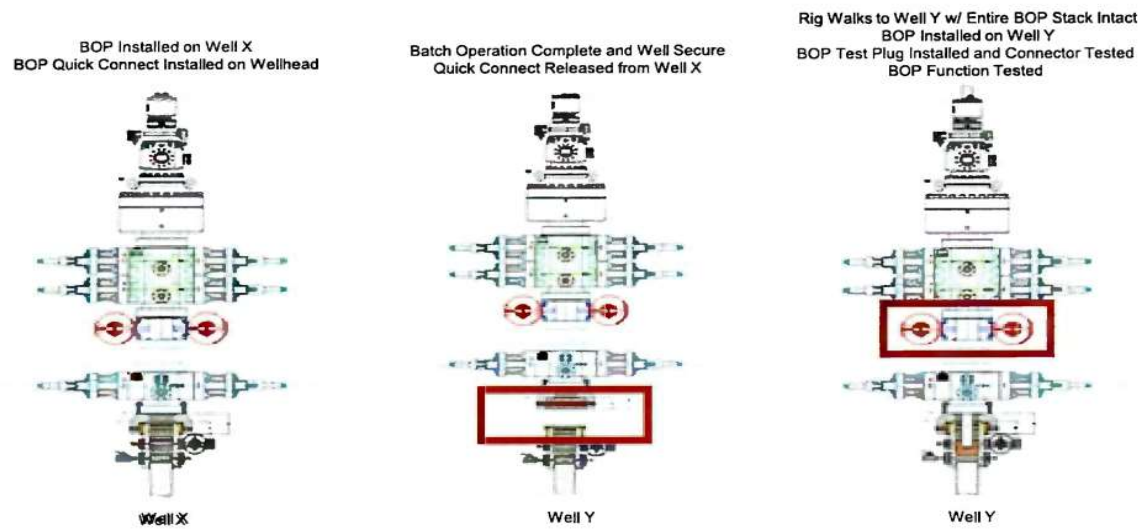 BOP Installed on Well X
BOP Quick Connect Installed on Wellhead
Batch Operation Complete and Well Secure
Quick Connect Released from Well X
Rig Walks to Well Y w/ Entire BOP Stack Intact
BOP Installed on Well Y
BOP Test Plug Installed and Connector Tested
BOP Function Tested
Well X
Well Y
Well Y